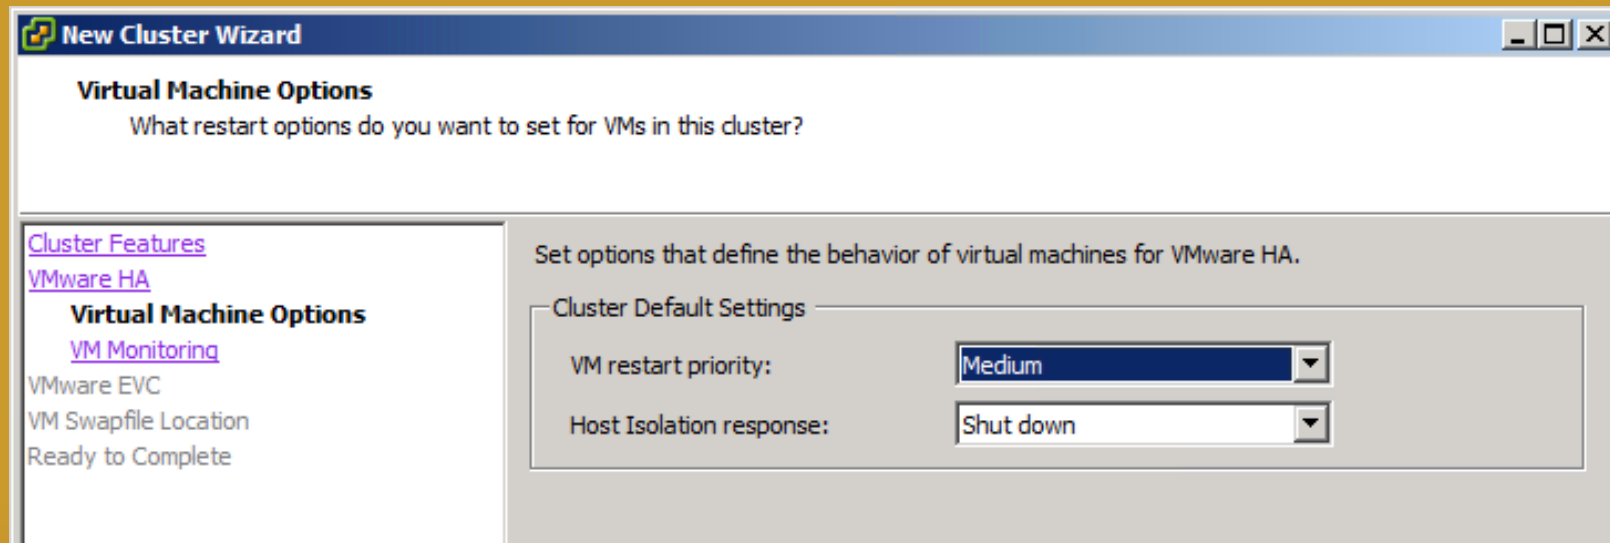 New Cluster Wizard
Virtual Machine Options
What restart options do you want to set for VMs in this cluster?
Cluster Features
VMware HA
Virtual Machine Options
VM Monitoring
VMware EVC
VM Swapfile Location
Ready to Complete
Set options that define the behavior of virtual machines for VMware HA.
Cluster Default Settings
VM restart priority: Medium
Host Isolation response: Shut down